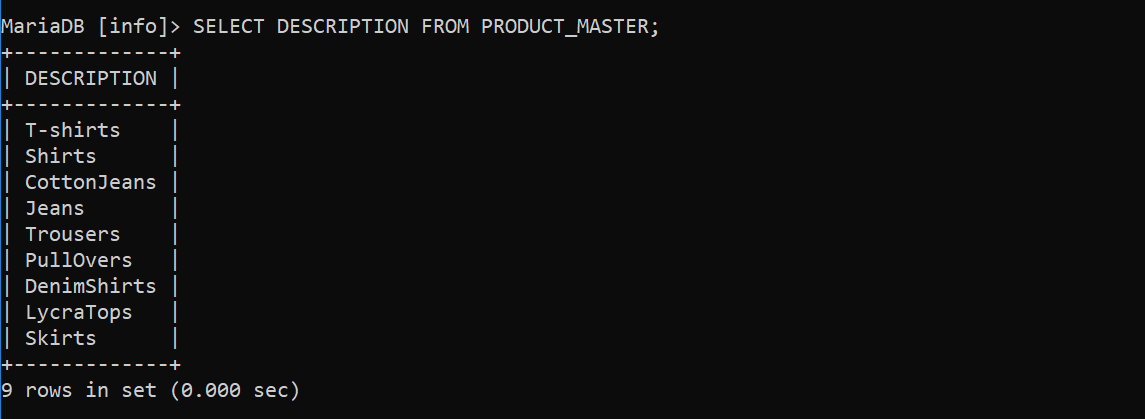 MariaDB [info]> SELECT DESCRIPTION FROM PRODUCT_MASTER;
+-------------+
| DESCRIPTION |
+-------------+
| T-shirts    |
| Shirts      |
| CottonJeans |
| Jeans       |
| Trousers    |
| PullOvers   |
| DenimShirts |
| LycraTops   |
| Skirts      |
+-------------+
9 rows in set (0.000 sec)